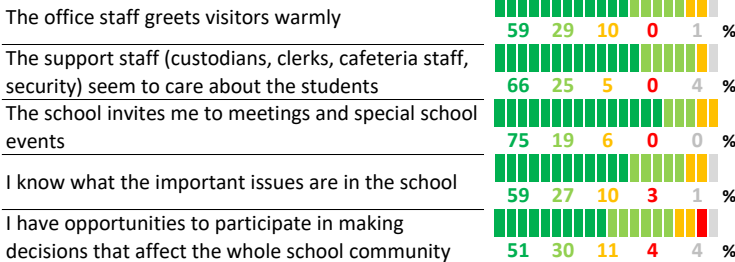 The office staff greets visitors warmly
59 29 10 0 1 %
The support staff (custodians, clerks, cafeteria staff,
security) seem to care about the students
66 25 5 0 4 %
The school invites me to meetings and special school
events
75 19 6 0 0 %
I know what the important issues are in the school
59 27 10 3 1 %
I have opportunities to participate in making
decisions that affect the whole school community
51 30 11 4 4 %